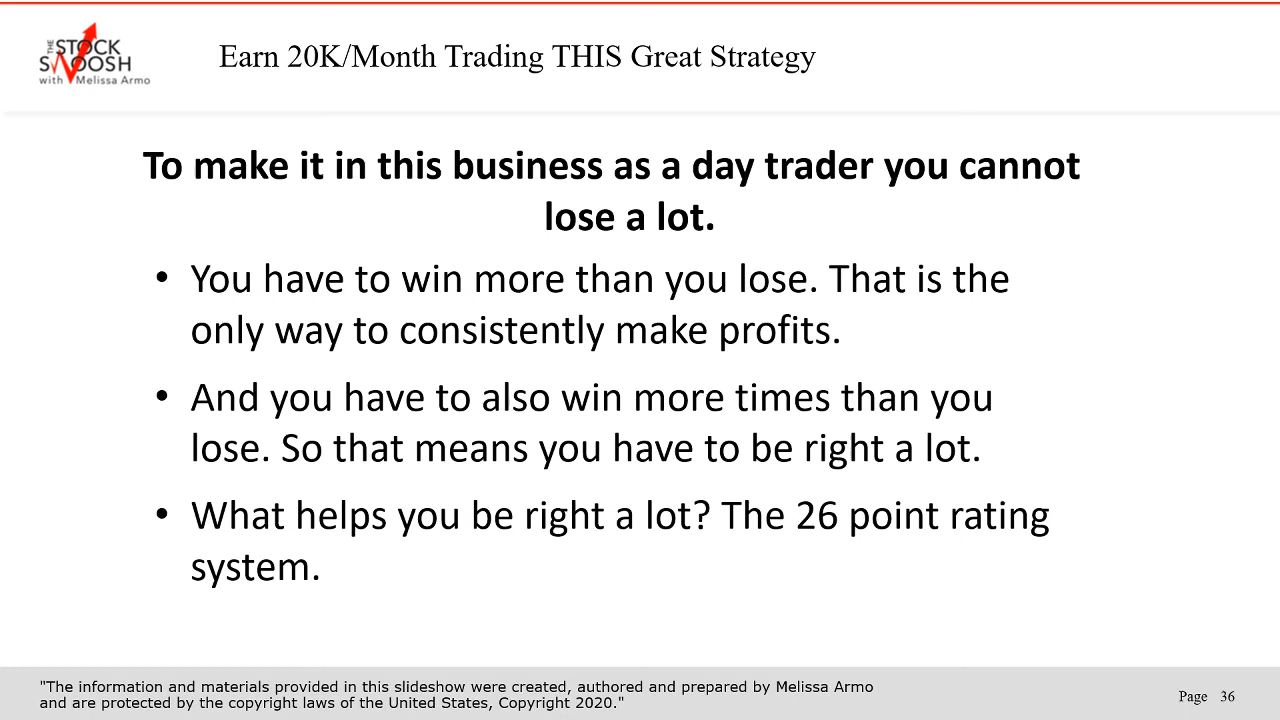 THE
STOCK
SWOOSH
with Melissa Armo
Earn 20K/Month Trading THIS Great Strategy
To make it in this business as a day trader you cannot
lose a lot.
• You have to win more than you lose. That is the
only way to consistently make profits.
• And you have to also win more times than you
lose. So that means you have to be right a lot.
• What helps you be right a lot? The 26 point rating
system.
"The information and materials provided in this slideshow were created, authored and prepared by Melissa Armo
and are protected by the copyright laws of the United States, Copyright 2020."
Page 36